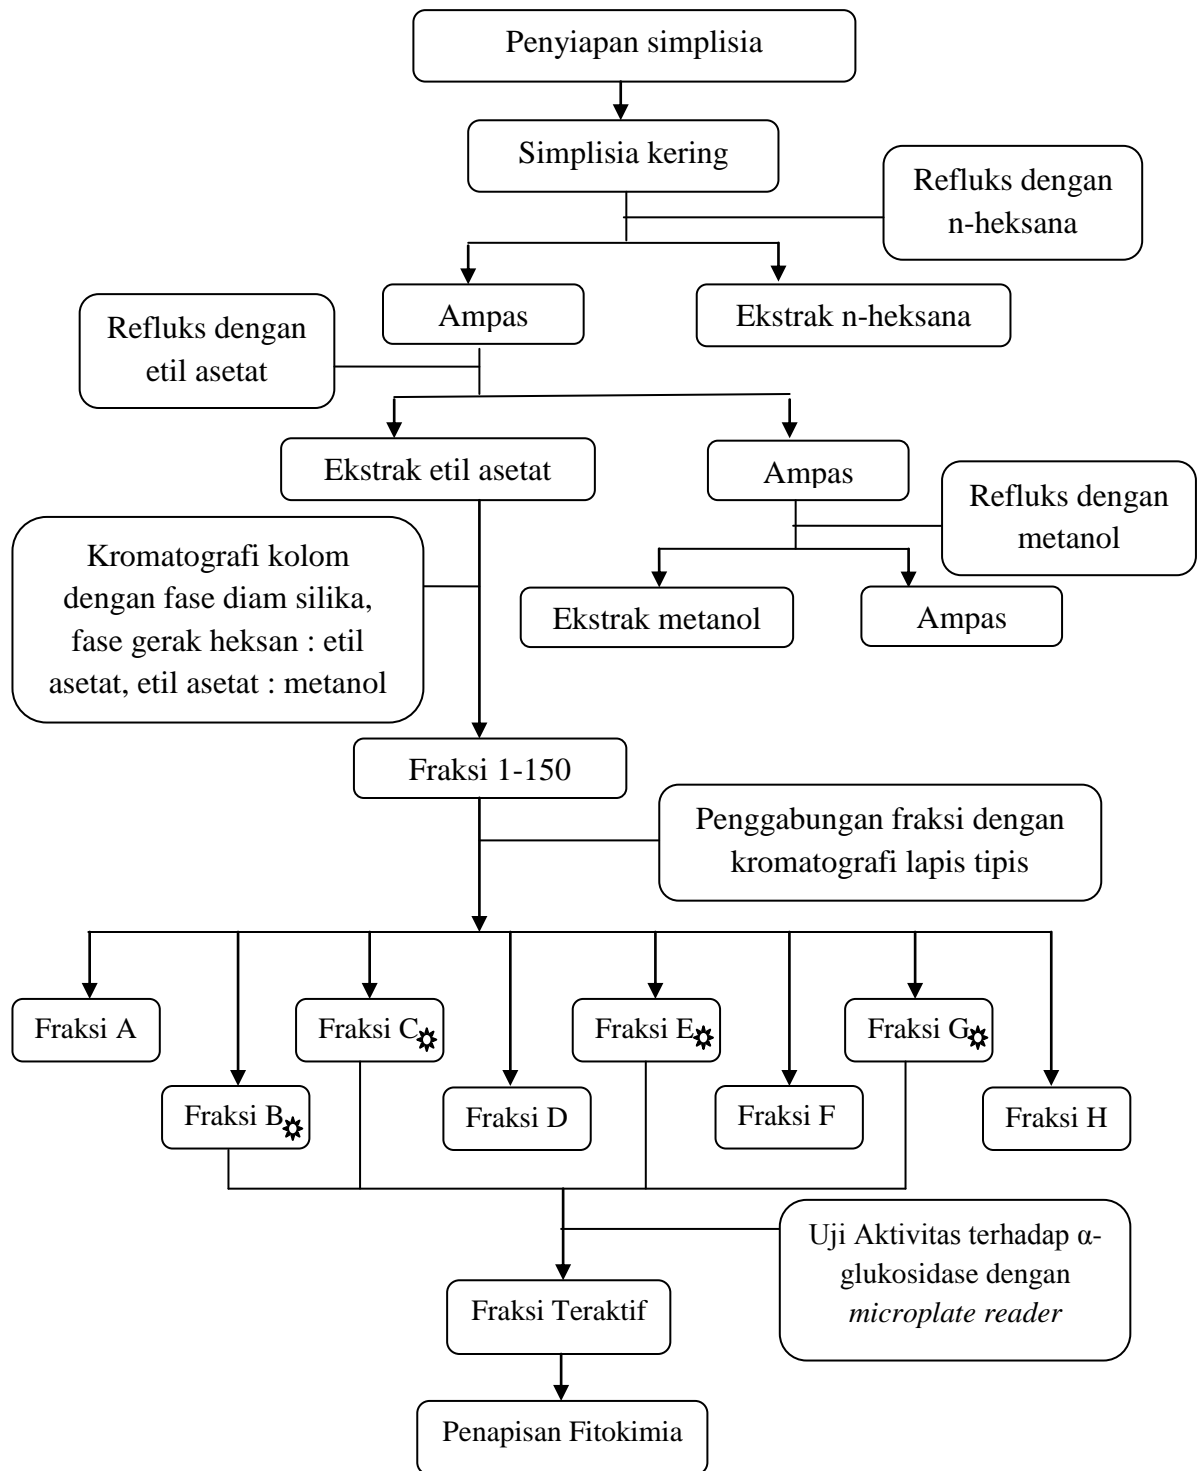 Penyiapan simplisia
Simplisia kering
Refluks dengan
n-heksana
Ampas
Ekstrak n-heksana
Refluks dengan
etil asetat
Ekstrak etil asetat
Ampas
Refluks dengan
metanol
Kromatografi kolom
dengan fase diam silika,
fase gerak heksan : etil
asetat, etil asetat : metanol
Ekstrak metanol
Ampas
Fraksi 1-150
Penggabungan fraksi dengan
kromatografi lapis tipis
Fraksi A
Fraksi C
Fraksi E
Fraksi G
Fraksi B
Fraksi D
Fraksi F
Fraksi H
Uji Aktivitas terhadap α-
glukosidase dengan
microplate reader
Fraksi Teraktif
Penapisan Fitokimia